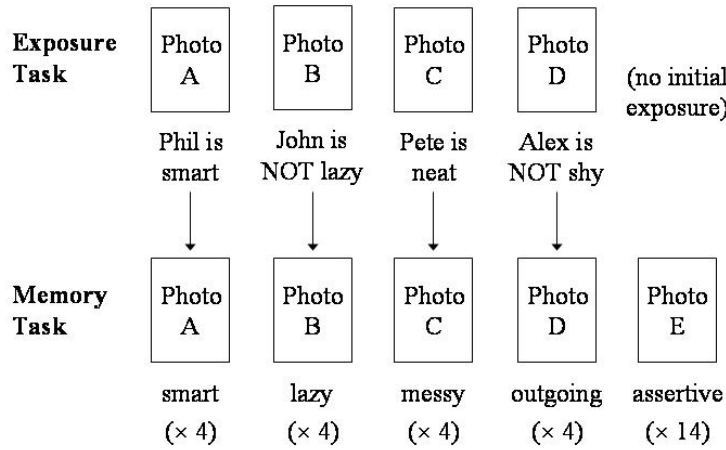 Exposure Task
Photo A
Photo B
Photo C
Photo D
(no initial exposure)
Phil is smart
John is NOT lazy
Pete is neat
Alex is NOT shy
Memory Task
Photo A
Photo B
Photo C
Photo D
Photo E
smart
lazy
messy
outgoing
assertive
(× 4)
(× 4)
(× 4)
(× 4)
(× 14)